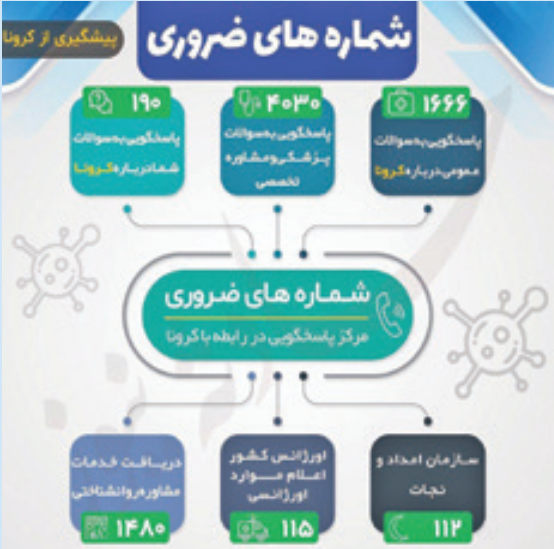 شماره های ضروری
پیشگیری از کرونا
۱۶۶۶
پاسخگویی به سوالات
عمومی درباره کرونا
۴۰۳۰
پاسخگویی به سوالات
پزشکی و مشاوره
تخصصی
۱۹۰
پاسخگویی به سوالات
شما درباره کرونا
شماره های ضروری
مرکز پاسخگویی در رابطه با کرونا
سازمان امداد و
نجات
۱۱۲
اورژانس کشور
اعلام موارد
اورژانسی
۱۱۵
دریافت خدمات
مشاوره روانشناختی
۱۴۸۰